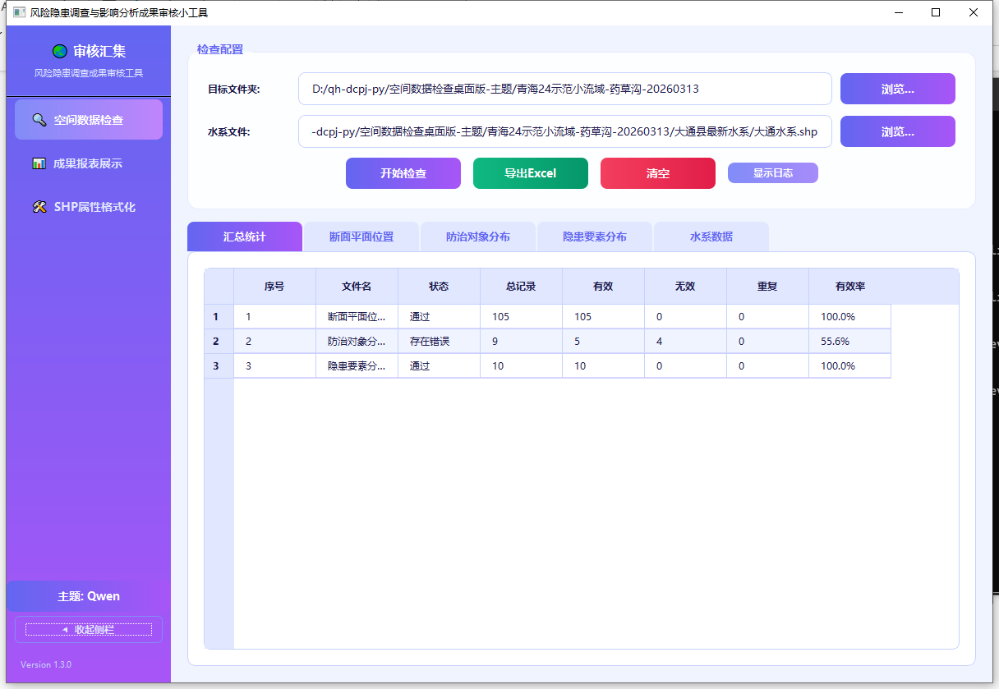 风险隐患调查与影响分析成果审核小工具
审核汇集
风险隐患调查成果审核工具
空间数据检查
成果报表展示
SHP属性格式化
主题: Qwen
收起侧栏
Version 1.3.0
检查配置
目标文件夹: D:/qh-dcpj-py/空间数据检查桌面版-主题/青海24示范小流域-药草沟-20260313 浏览...
水系文件: -dcpj-py/空间数据检查桌面版-主题/青海24示范小流域-药草沟-20260313/大通县最新水系/大通水系.shp 浏览...
开始检查 导出Excel 清空 显示日志
汇总统计 断面平面位置 防治对象分布 隐患要素分布 水系数据
序号 文件名 状态 总记录 有效 无效 重复 有效率
1 1 断面平面位... 通过 105 105 0 0 100.0%
2 2 防治对象分... 存在错误 9 5 4 0 55.6%
3 3 隐患要素分... 通过 10 10 0 0 100.0%